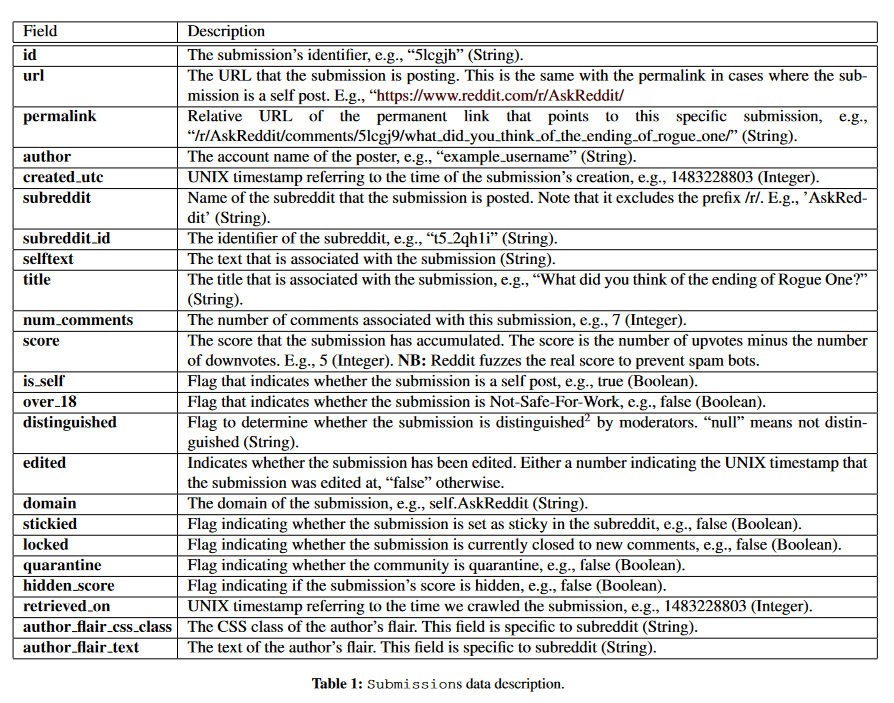 Field Description
id The submission's identifier, e.g., “5lcgjh” (String).
url The URL that the submission is posting. This is the same with the permalink in cases where the sub-
mission is a self post. E.g., “https://www.reddit.com/r/AskReddit/
permalink Relative URL of the permanent link that points to this specific submission, e.g.,
“/r/AskReddit/comments/5lcgj9/what_did_you_think_of_the_ending_of_rogue_one/” (String).
author The account name of the poster, e.g., “example_username” (String).
created_utc UNIX timestamp referring to the time of the submission's creation, e.g., 1483228803 (Integer).
subreddit Name of the subreddit that the submission is posted. Note that it excludes the prefix /r/. E.g., 'AskRed-
dit' (String).
subreddit_id The identifier of the subreddit, e.g., “t5_2qh1i” (String).
selftext The text that is associated with the submission (String).
title The title that is associated with the submission, e.g., “What did you think of the ending of Rogue One?”
(String).
num_comments The number of comments associated with this submission, e.g., 7 (Integer).
score The score that the submission has accumulated. The score is the number of upvotes minus the number
of downvotes. E.g., 5 (Integer). NB: Reddit fuzzes the real score to prevent spam bots.
is_self Flag that indicates whether the submission is a self post, e.g., true (Boolean).
over_18 Flag that indicates whether the submission is Not-Safe-For-Work, e.g., false (Boolean).
distinguished Flag to determine whether the submission is distinguished² by moderators. “null” means not distin-
guished (String).
edited Indicates whether the submission has been edited. Either a number indicating the UNIX timestamp that
the submission was edited at, “false” otherwise.
domain The domain of the submission, e.g., self.AskReddit (String).
stickied Flag indicating whether the submission is set as sticky in the subreddit, e.g., false (Boolean).
locked Flag indicating whether the submission is currently closed to new comments, e.g., false (Boolean).
quarantine Flag indicating whether the community is quarantine, e.g., false (Boolean).
hidden_score Flag indicating if the submission's score is hidden, e.g., false (Boolean).
retrieved_on UNIX timestamp referring to the time we crawled the submission, e.g., 1483228803 (Integer).
author_flair_css_class The CSS class of the author's flair. This field is specific to subreddit (String).
author_flair_text The text of the author's flair. This field is specific to subreddit (String).
Table 1: Submissions data description.